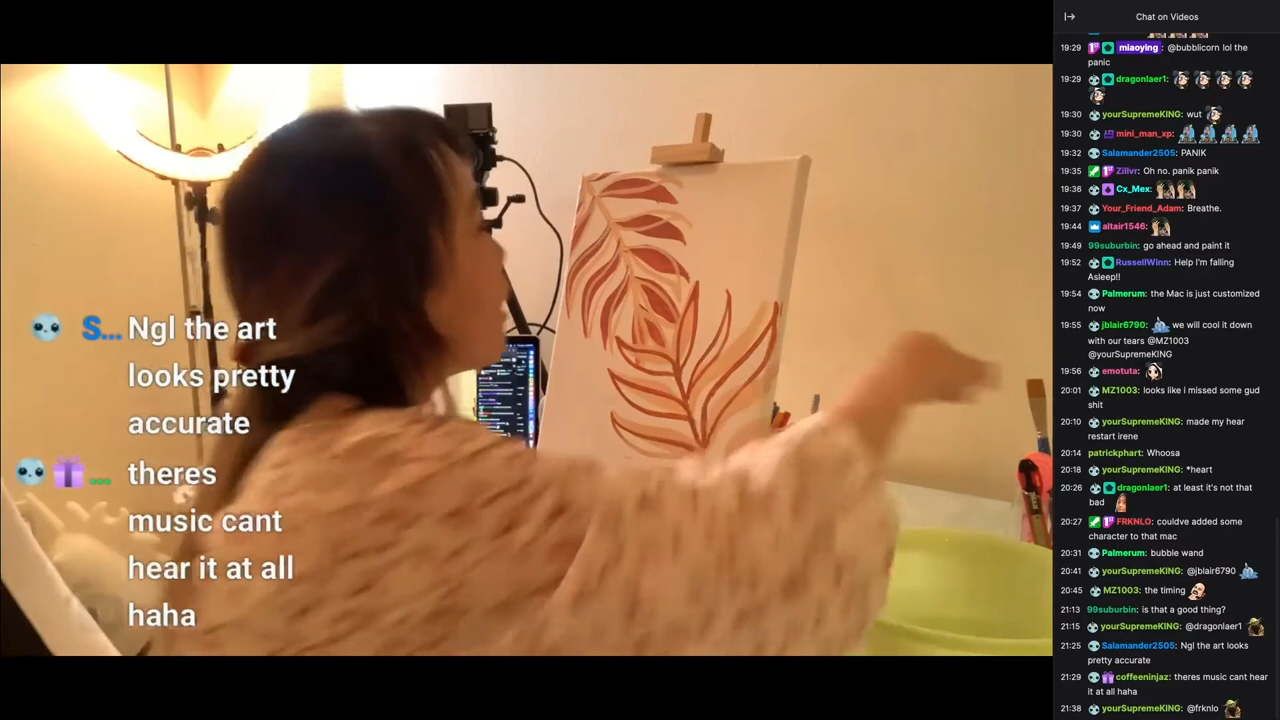 S... Ngl the art
looks pretty
accurate
... theres
music cant
hear it at all
haha
Chat on Videos
19:29 miaoying: @bubblicorn lol the
panic
19:29 dragonlaer1:
19:30 yourSupremeKING: wut
19:30 mini_man_xp:
19:32 Salamander2505: PANIK
19:35 Zillvr: Oh no. panik panik
19:36 Cx_Mex:
19:37 Your_Friend_Adam: Breathe.
19:44 altair1546:
19:49 99suburbin: go ahead and paint it
19:52 RussellWinn: Help I'm falling
Asleep!!
19:54 Palmerum: the Mac is just customized
now
19:55 jblair6790: we will cool it down
with our tears @MZ1003
@yourSupremeKING
19:56 emotuta:
20:01 MZ1003: looks like i missed some gud
shit
20:10 yourSupremeKING: made my hear
restart irene
20:14 patrickphart: Whoosa
20:18 yourSupremeKING: *heart
20:26 dragonlaer1: at least it's not that
bad
20:27 FRKNLO: couldve added some
character to that mac
20:31 Palmerum: bubble wand
20:41 yourSupremeKING: @jblair6790
20:45 MZ1003: the timing
21:13 99suburbin: is that a good thing?
21:15 yourSupremeKING: @dragonlaer1
21:25 Salamander2505: Ngl the art looks
pretty accurate
21:29 coffeeninjaz: theres music cant hear
it at all haha
21:38 yourSupremeKING: @frknlo